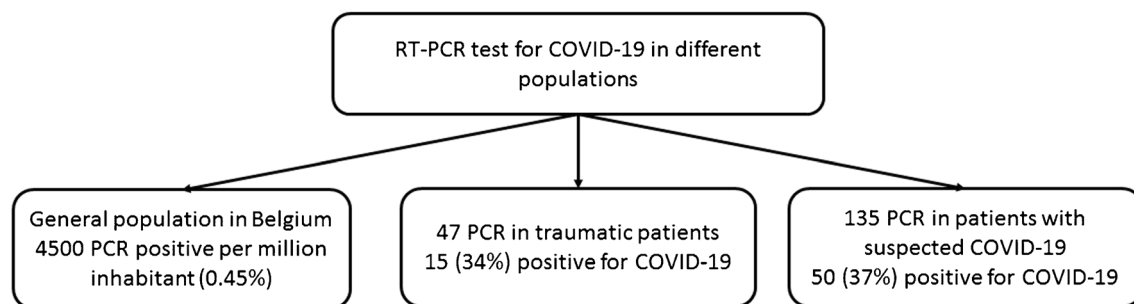 RT-PCR test for COVID-19 in different
populations
General population in Belgium
4500 PCR positive per million
inhabitant (0.45%)
47 PCR in traumatic patients
15 (34%) positive for COVID-19
135 PCR in patients with
suspected COVID-19
50 (37%) positive for COVID-19